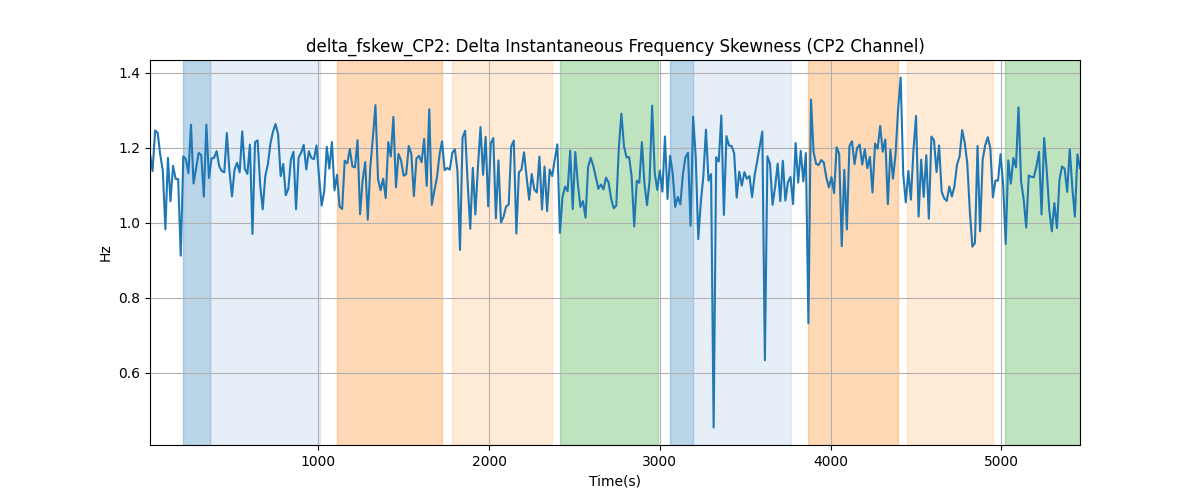 delta_fskew_CP2: Delta Instantaneous Frequency Skewness (CP2 Channel)
1.4
1.2
1.0
0.8
0.6
Hz
1000 2000 3000 4000 5000
Time(s)